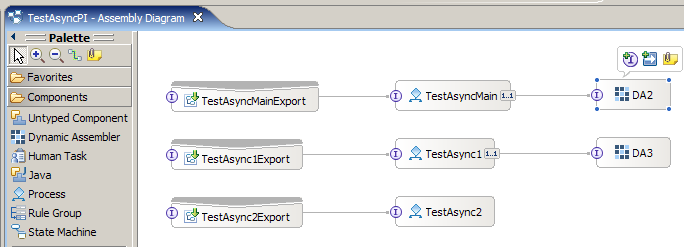 TestAsyncPI - Assembly Diagram
Palette
Favorites
Components
Untyped Component
Dynamic Assembler
Human Task
Java
Process
Rule Group
State Machine
TestAsyncMainExport
TestAsyncMain 1..1
DA2
TestAsync1Export
TestAsync1 1..1
DA3
TestAsync2Export
TestAsync2